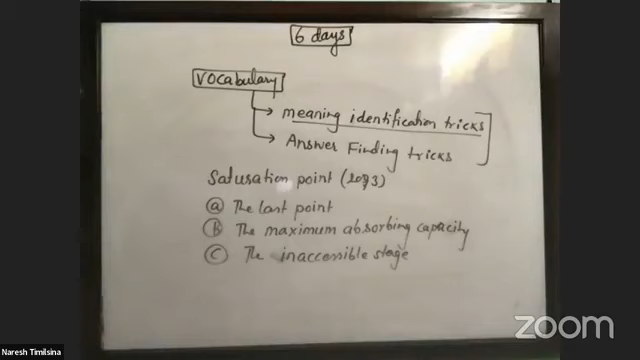 6 days
Vocabulary
→ meaning identification tricks
→ Answer Finding tricks
Saturation point (2073)
(a) The last point
(b) The maximum absorbing capacity
(c) The inaccessible stage
Naresh Timilsina
zoom